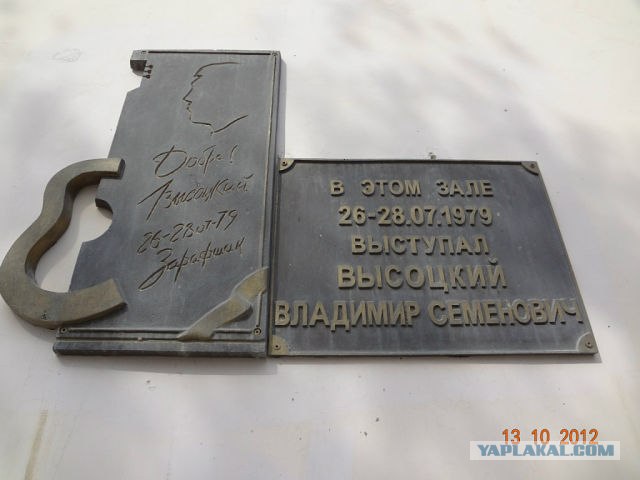 Добра!
Высоцкий
26-28 07-79
Зарафшан
В ЭТОМ ЗАЛЕ
26-28.07.1979
ВЫСТУПАЛ
ВЫСОЦКИЙ
ВЛАДИМИР СЕМЕНОВИЧ
13 10 2012
YAPLAKAL.COM